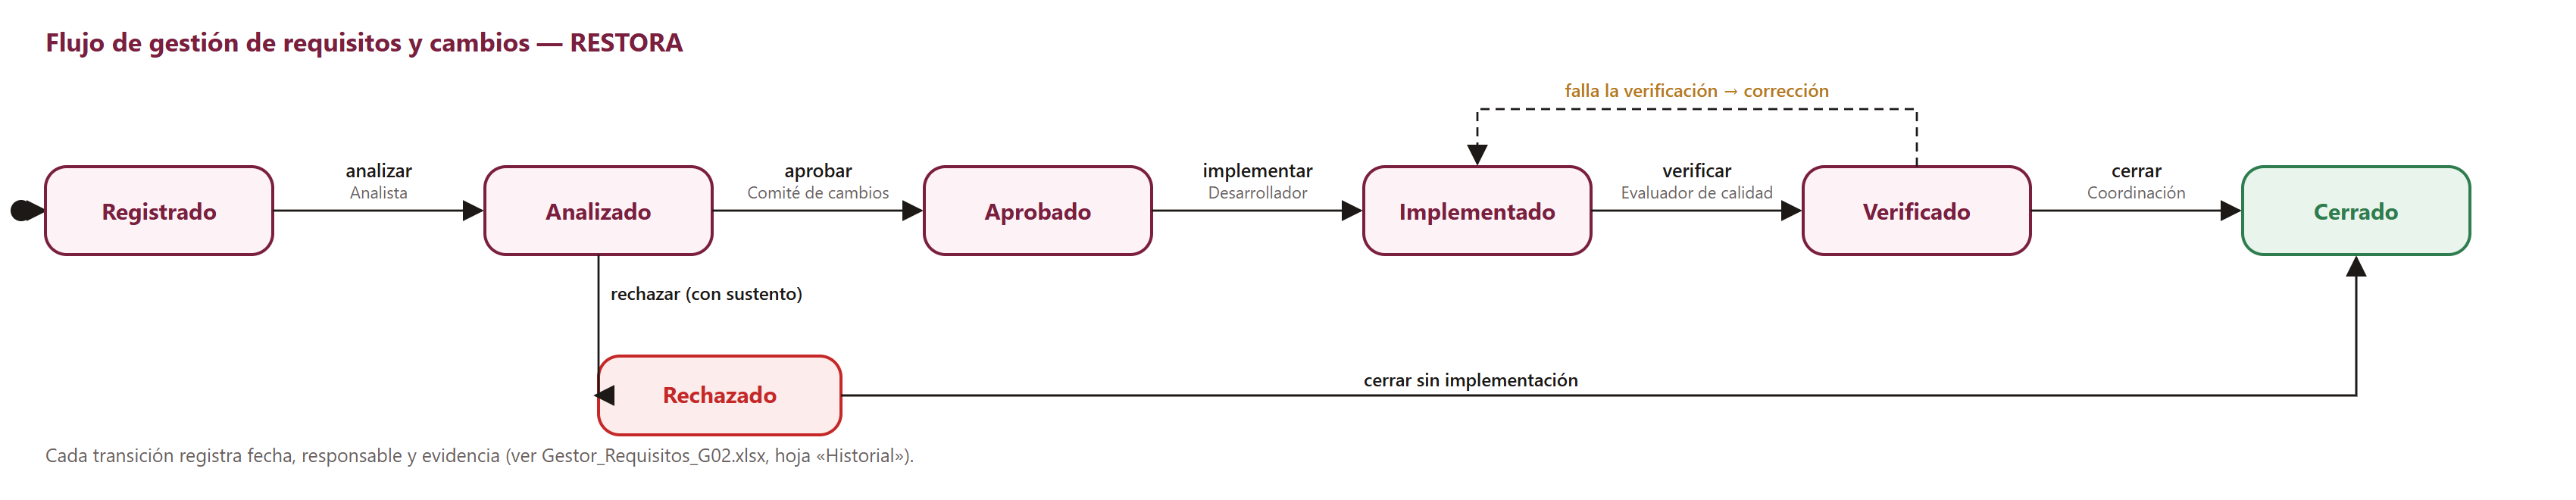 Flujo de gestión de requisitos y cambios — RESTORA
falla la verificación → corrección
analizar
Analista
aprobar
Comité de cambios
implementar
Desarrollador
verificar
Evaluador de calidad
cerrar
Coordinación
Registrado
Analizado
Aprobado
Implementado
Verificado
Cerrado
rechazar (con sustento)
cerrar sin implementación
Rechazado
Cada transición registra fecha, responsable y evidencia (ver Gestor_Requisitos_G02.xlsx, hoja «Historial»).